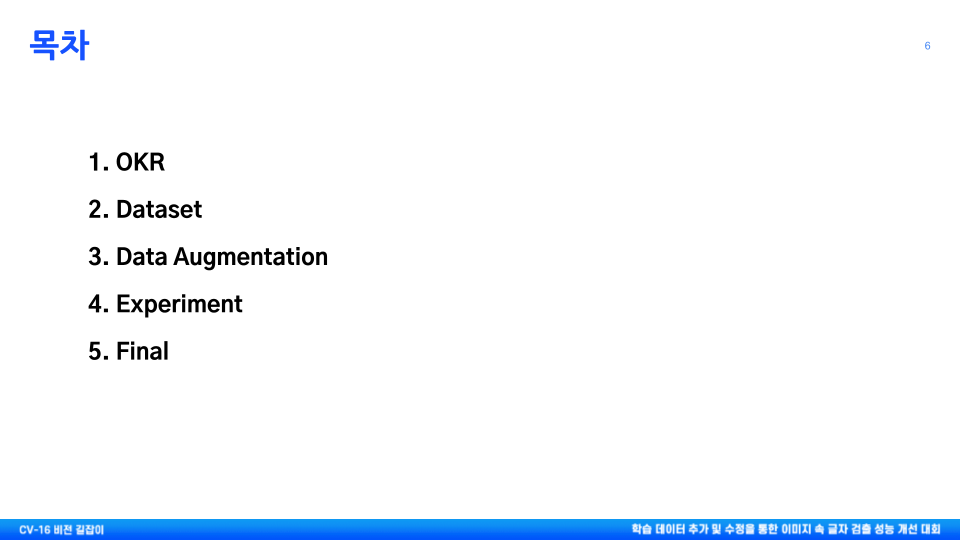 목차
6
1. OKR
2. Dataset
3. Data Augmentation
4. Experiment
5. Final
CV-16 비전 길잡이
학습 데이터 추가 및 수정을 통한 이미지 속 글자 검출 성능 개선 대회